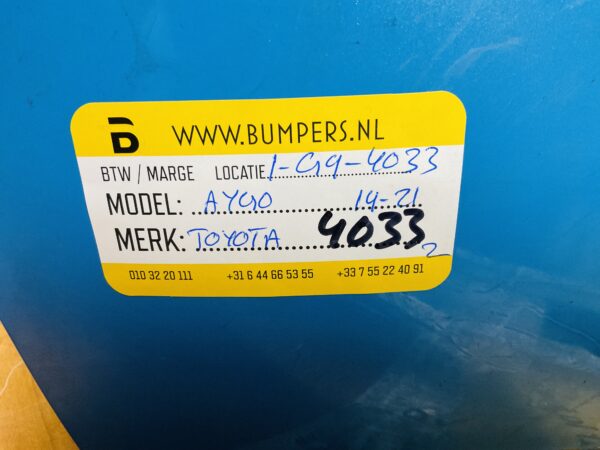 WWW.BUMPERS.NL
BTW / MARGE LOCATIE 1-G9-4033
MODEL: AYGO 14-21
MERK: TOYOTA 4033 2
010 32 20 111 +31 6 44 66 53 55 +33 7 55 22 40 91